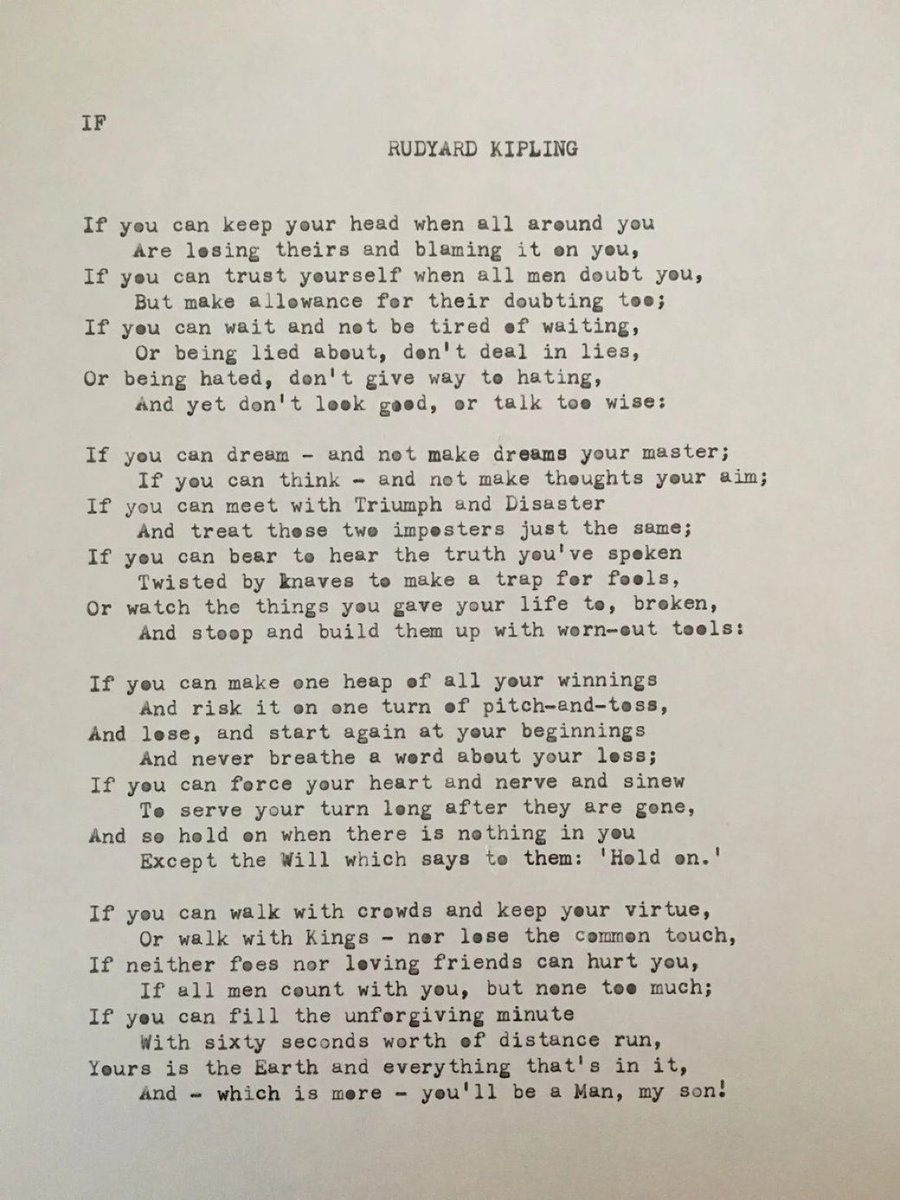 IF
RUDYARD KIPLING
If you can keep your head when all around you
Are losing theirs and blaming it on you,
If you can trust yourself when all men doubt you,
But make allowance for their doubting too;
If you can wait and not be tired of waiting,
Or being lied about, don't deal in lies,
Or being hated, don't give way to hating,
And yet don't look good, or talk too wise:
If you can dream - and not make dreams your master;
If you can think - and not make thoughts your aim;
If you can meet with Triumph and Disaster
And treat those two imposters just the same;
If you can bear to hear the truth you've spoken
Twisted by knaves to make a trap for fools,
Or watch the things you gave your life to, broken,
And stoop and build them up with worn-out tools:
If you can make one heap of all your winnings
And risk it on one turn of pitch-and-toss,
And lose, and start again at your beginnings
And never breathe a word about your loss;
If you can force your heart and nerve and sinew
To serve your turn long after they are gone,
And so hold on when there is nothing in you
Except the Will which says to them: 'Hold on.'
If you can walk with crowds and keep your virtue,
Or walk with Kings - nor lose the common touch,
If neither foes nor loving friends can hurt you,
If all men count with you, but none too much;
If you can fill the unforgiving minute
With sixty seconds worth of distance run,
Yours is the Earth and everything that's in it,
And - which is more - you'll be a Man, my son!